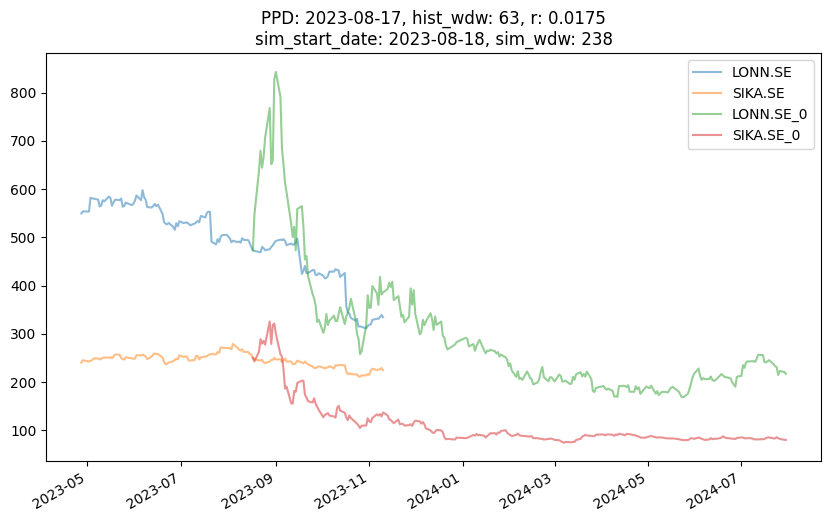 PPD: 2023-08-17, hist_wdw: 63, r: 0.0175
sim_start_date: 2023-08-18, sim_wdw: 238
LONN.SE
SIKA.SE
LONN.SE_0
SIKA.SE_0
800
700
600
500
400
300
200
100
2023-05
2023-07
2023-09
2023-11
2024-01
2024-03
2024-05
2024-07